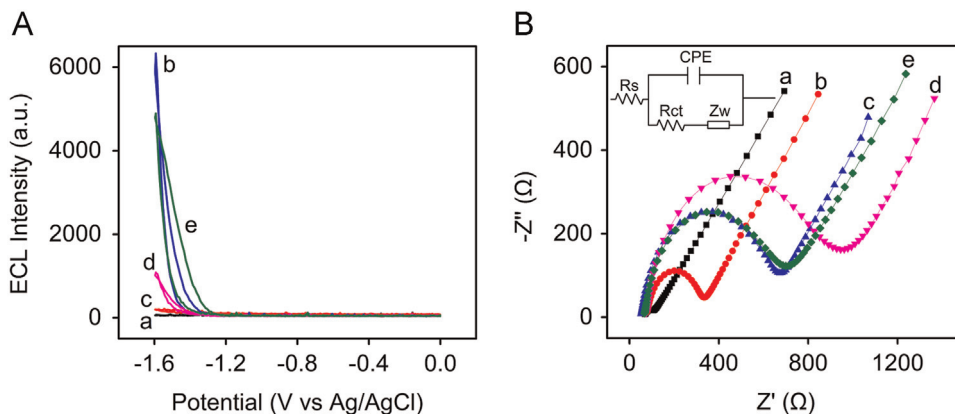 A
ECL Intensity (a.u.)
6000
4000
2000
0
b
e
d
c
a
-1.6
-1.2
-0.8
-0.4
0.0
Potential (V vs Ag/AgCl)
B
-Z'' (Ω)
600
400
200
0
CPE
Rs
Rct
Zw
a
b
c
e
d
0
400
800
1200
Z' (Ω)